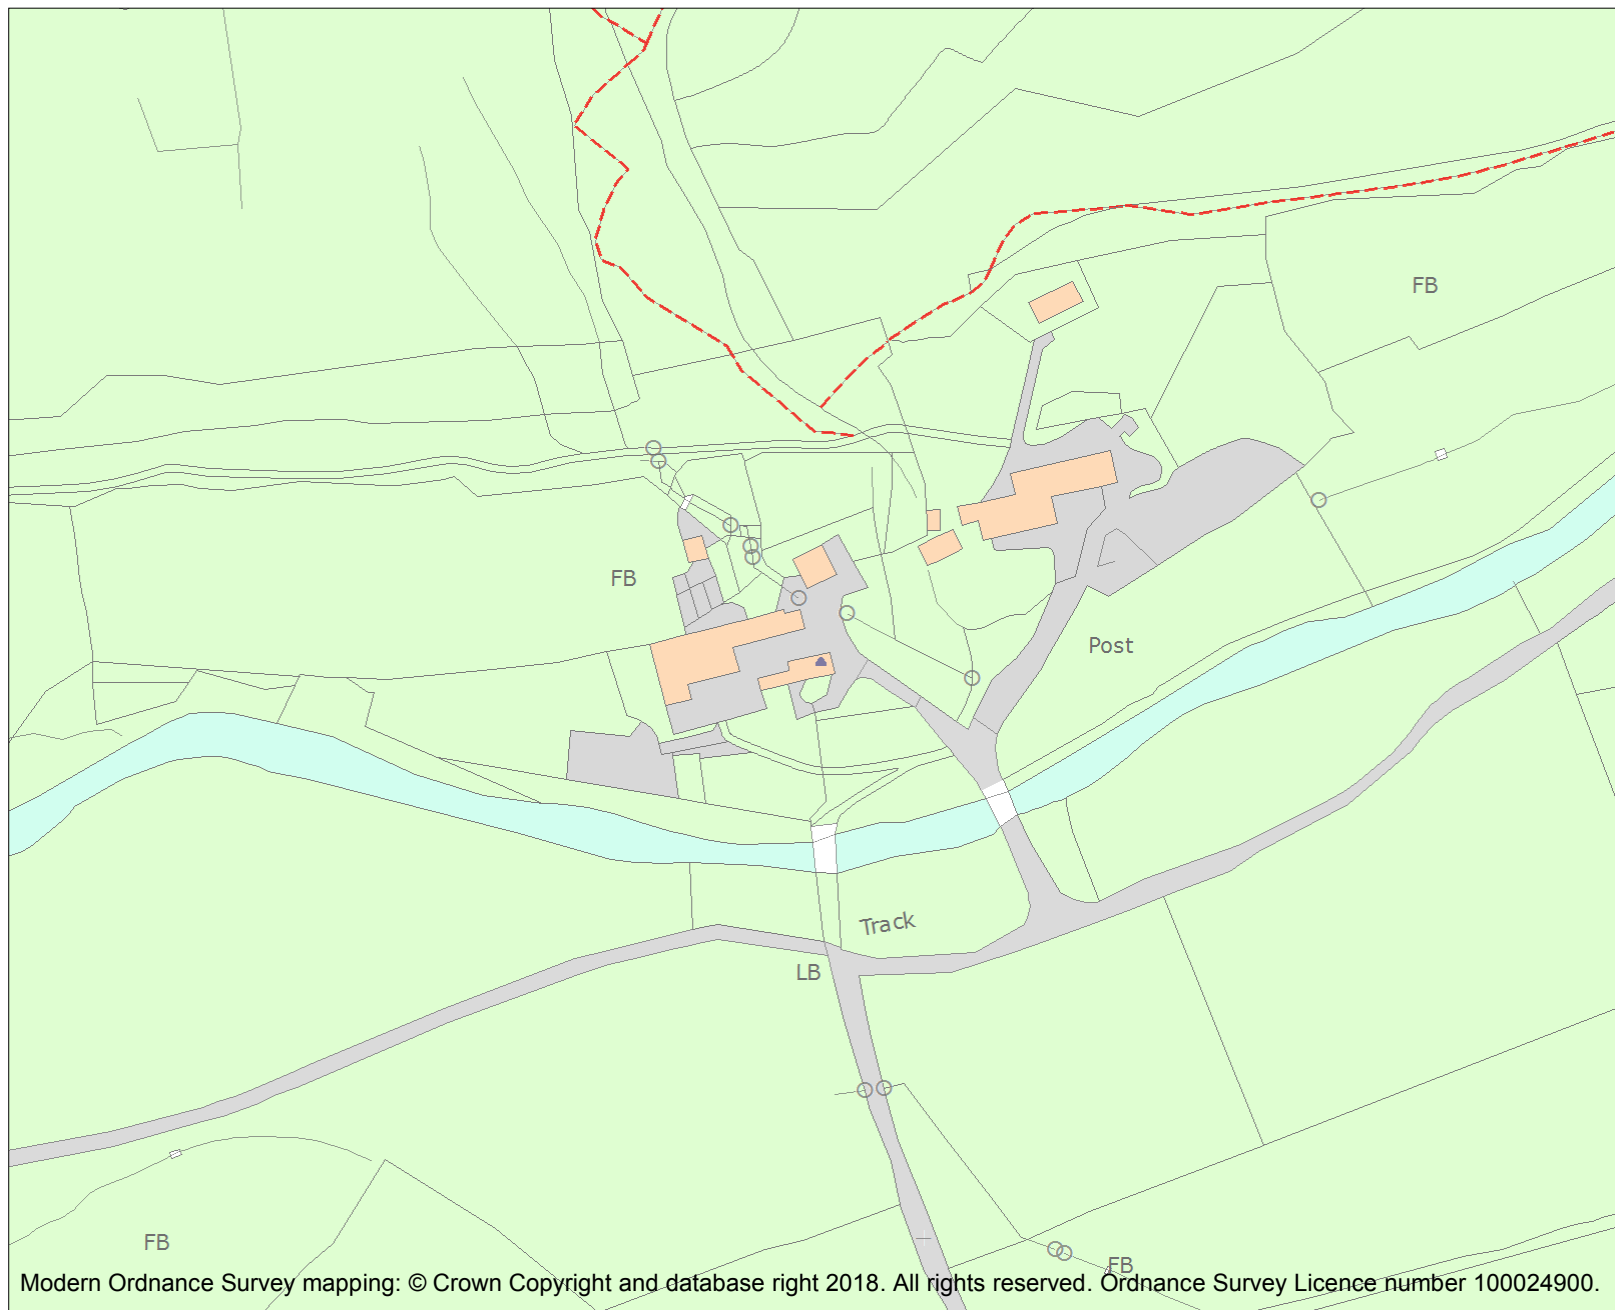 FB
FB
Post
Track
LB
FB
FB
Modern Ordnance Survey mapping: © Crown Copyright and database right 2018. All rights reserved. Ordnance Survey Licence number 100024900.